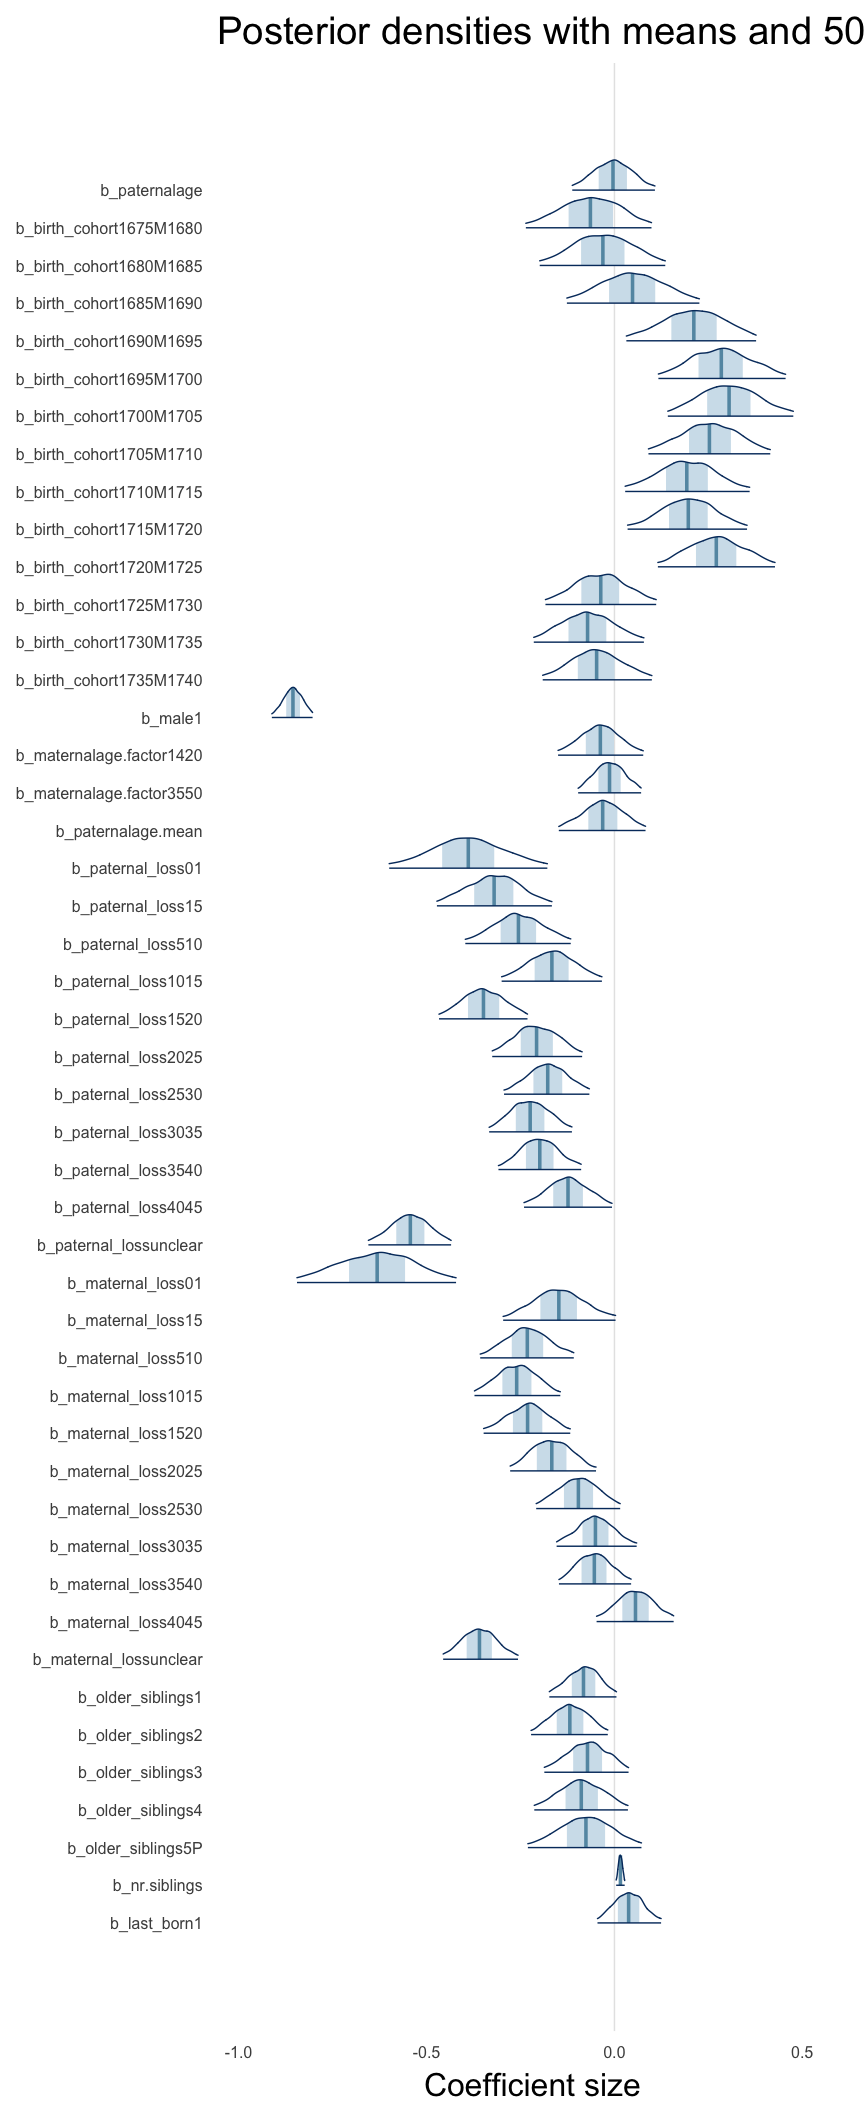 Posterior densities with means and 50
b_paternalage
b_birth_cohort1675M1680
b_birth_cohort1680M1685
b_birth_cohort1685M1690
b_birth_cohort1690M1695
b_birth_cohort1695M1700
b_birth_cohort1700M1705
b_birth_cohort1705M1710
b_birth_cohort1710M1715
b_birth_cohort1715M1720
b_birth_cohort1720M1725
b_birth_cohort1725M1730
b_birth_cohort1730M1735
b_birth_cohort1735M1740
b_male1
b_maternalage.factor1420
b_maternalage.factor3550
b_paternalage.mean
b_paternal_loss01
b_paternal_loss15
b_paternal_loss510
b_paternal_loss1015
b_paternal_loss1520
b_paternal_loss2025
b_paternal_loss2530
b_paternal_loss3035
b_paternal_loss3540
b_paternal_loss4045
b_paternal_lossunclear
b_maternal_loss01
b_maternal_loss15
b_maternal_loss510
b_maternal_loss1015
b_maternal_loss1520
b_maternal_loss2025
b_maternal_loss2530
b_maternal_loss3035
b_maternal_loss3540
b_maternal_loss4045
b_maternal_lossunclear
b_older_siblings1
b_older_siblings2
b_older_siblings3
b_older_siblings4
b_older_siblings5P
b_nr.siblings
b_last_born1
-1.0 -0.5 0.0 0.5
Coefficient size